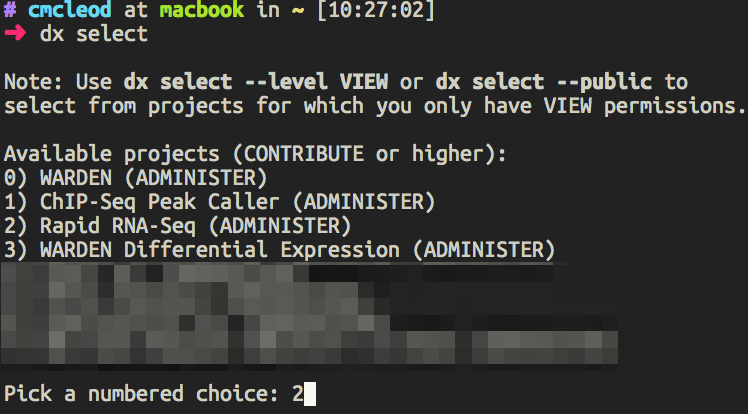 # cmcleod at macbook in ~ [10:27:02]
➜ dx select
Note: Use dx select --level VIEW or dx select --public to
select from projects for which you only have VIEW permissions.
Available projects (CONTRIBUTE or higher):
0) WARDEN (ADMINISTER)
1) ChIP-Seq Peak Caller (ADMINISTER)
2) Rapid RNA-Seq (ADMINISTER)
3) WARDEN Differential Expression (ADMINISTER)
Pick a numbered choice: 2